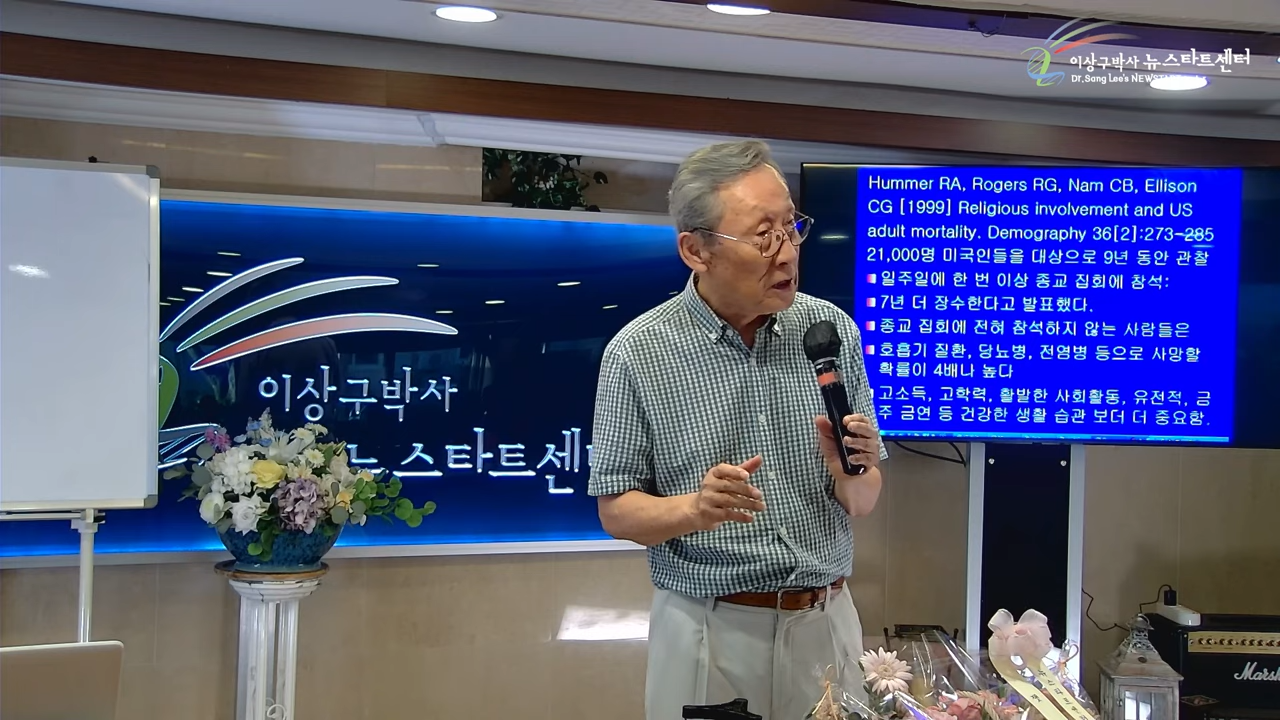 이상구박사 뉴스타트센터
Dr.Sang Lee's
Hummer RA, Rogers RG, Nam CB, Ellison
CG [1999] Religious involvement and US
adult mortality. Demography 36[2]:273-285
21,000명 미국인들을 대상으로 9년 동안 관찰
일주일에 한 번 이상 종교 집회에 참석:
7년 더 장수한다고 발표했다.
종교 집회에 전혀 참석하지 않는 사람들은
호흡기 질환, 당뇨병, 전염병 등으로 사망할
확률이 4배나 높다
고소득, 고학력, 활발한 사회활동, 유전적, 금
주 금연 등 건강한 생활 습관 보더 더 중요함.
이상구박사
뉴스타트센